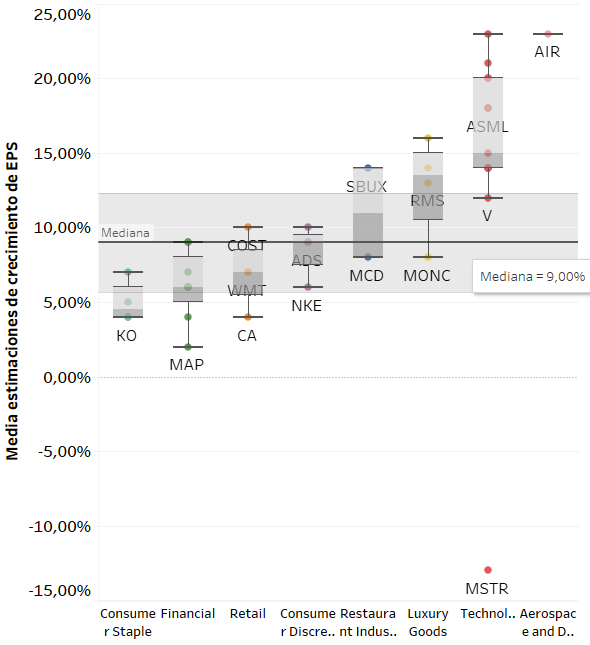 Media estimaciones de crecimiento de EPS
25,00%
20,00%
15,00%
10,00%
5,00%
0,00%
-5,00%
-10,00%
-15,00%
AIR
ASML
SBUX
RMS
V
Mediana
COST
ADS
MCD
MONC
Mediana = 9,00%
WMT
NKE
KO
CA
MAP
MSTR
Consume Financial Retail Consume Restaura Luxury Technol.. Aerospac
r Staple r Discre.. nt Indus.. Goods e and D..